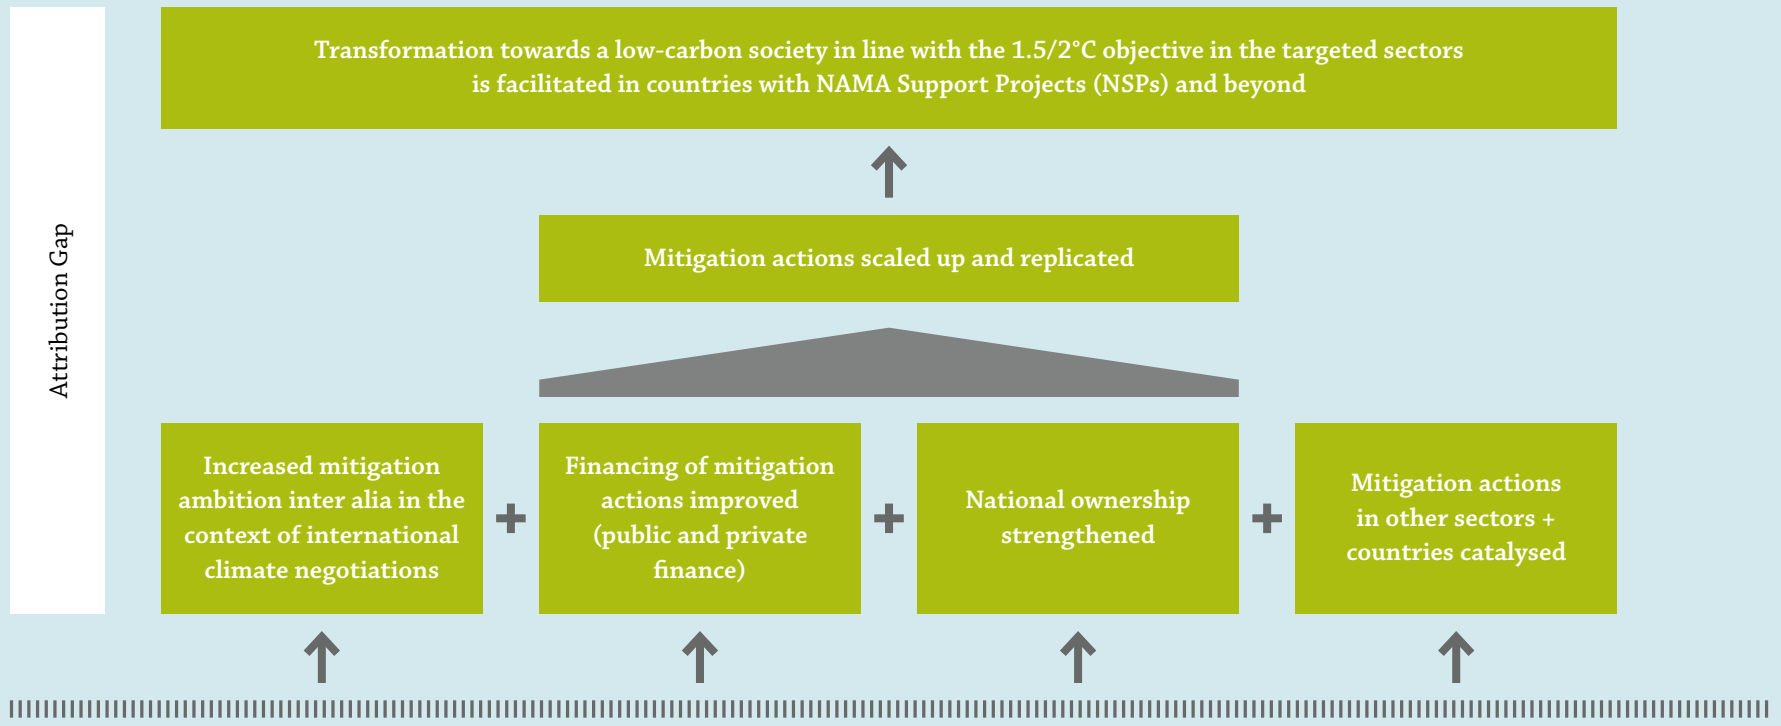 Transformation towards a low-carbon society in line with the 1.5/2°C objective in the targeted sectors
is facilitated in countries with NAMA Support Projects (NSPs) and beyond
Attribution Gap
Mitigation actions scaled up and replicated
Increased mitigation
ambition inter alia in the
context of international
climate negotiations
+
Financing of mitigation
actions improved
(public and private
finance)
+
National ownership
strengthened
+
Mitigation actions
in other sectors +
countries catalysed